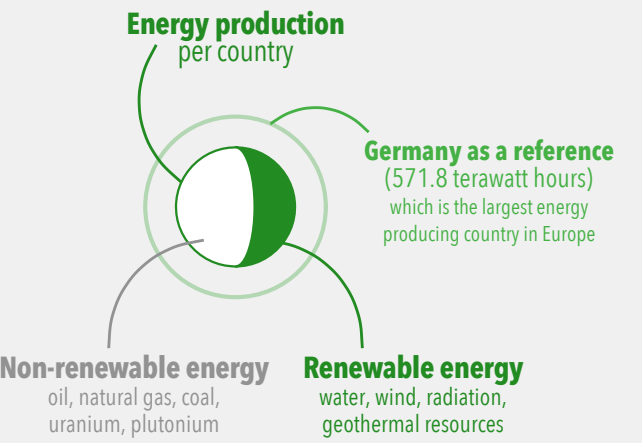 Energy production
per country
Germany as a reference
(571.8 terawatt hours)
which is the largest energy
producing country in Europe
Non-renewable energy
oil, natural gas, coal,
uranium, plutonium
Renewable energy
water, wind, radiation,
geothermal resources